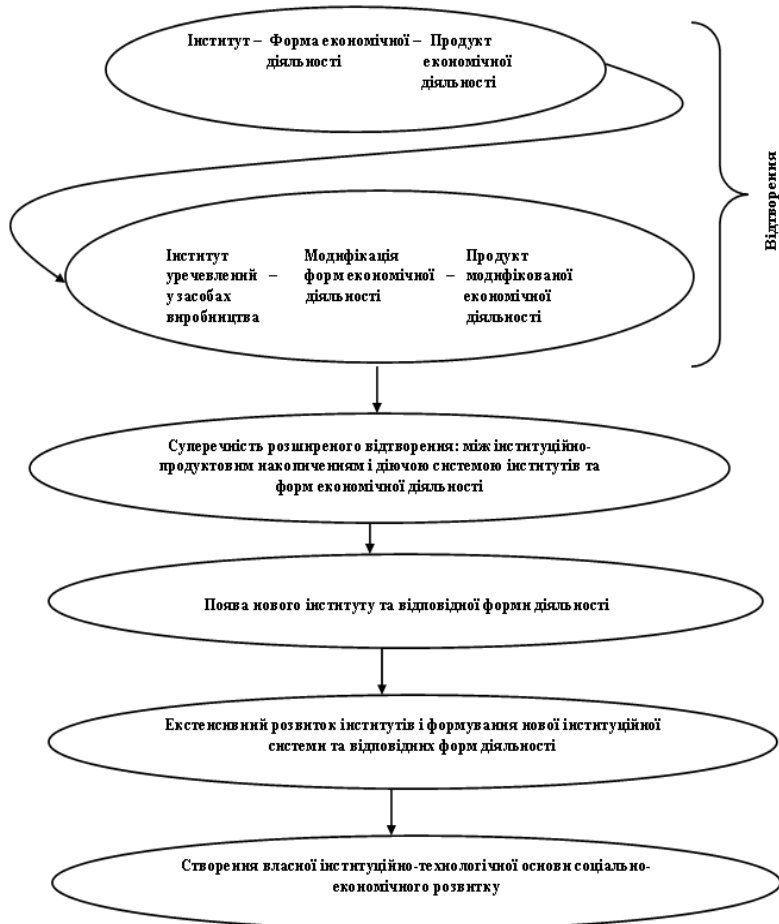 Інститут – Форма економічної – Продукт
діяльності економічної
діяльності
Відтворення
Інститут Модифікація Продукт
уречевлений – форм економічної – модифікованої
у засобах діяльності економічної
виробництва діяльності
Суперечність розширеного відтворення: між інституційно-
продуктовим накопиченням і діючою системою інститутів та
форм економічної діяльності
Поява нового інституту та відповідної форми діяльності
Екстенсивний розвиток інститутів і формування нової інституційної
системи та відповідних форм діяльності
Створення власної інституційно-технологічної основи соціально-
економічного розвитку